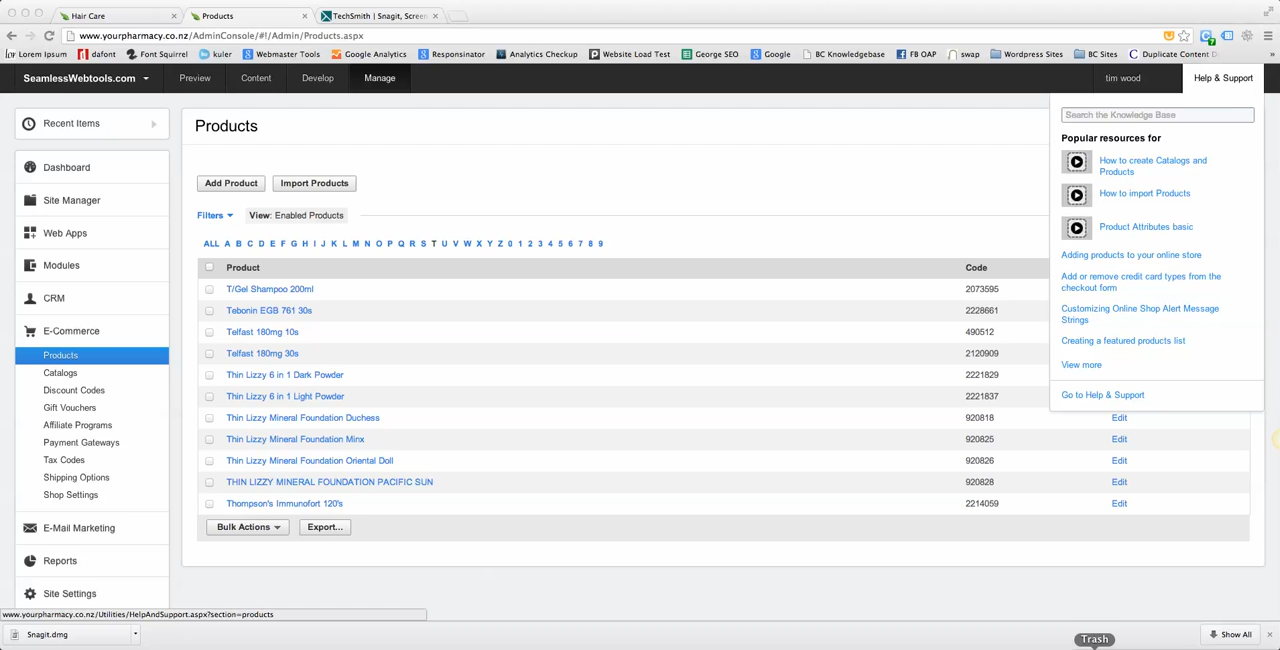 Hair Care
Products
TechSmith | Snagit, Screen
www.yourpharmacy.co.nz/AdminConsole/#!/Admin/Products.aspx
Lorem Ipsum dafont Font Squirrel kuler Webmaster Tools Google Analytics Responsinator Analytics Checkup Website Load Test George SEO Google BC Knowledgebase FB OAP swap Wordpress Sites BC Sites Duplicate Content
SeamlessWebtools.com Preview Content Develop Manage tim wood Help & Support
Recent Items
Dashboard
Site Manager
Web Apps
Modules
CRM
E-Commerce
Products
Catalogs
Discount Codes
Gift Vouchers
Affiliate Programs
Payment Gateways
Tax Codes
Shipping Options
Shop Settings
E-Mail Marketing
Reports
Site Settings
Products
Add Product Import Products
Filters View: Enabled Products
ALL A B C D E F G H I J K L M N O P Q R S T U V W X Y Z 0 1 2 3 4 5 6 7 8 9
Product Code
T/Gel Shampoo 200ml 2073595
Tebonin EGB 761 30s 2228661
Telfast 180mg 10s 490512
Telfast 180mg 30s 2120909
Thin Lizzy 6 in 1 Dark Powder 2221829
Thin Lizzy 6 in 1 Light Powder 2221837
Thin Lizzy Mineral Foundation Duchess 920818 Edit
Thin Lizzy Mineral Foundation Minx 920825 Edit
Thin Lizzy Mineral Foundation Oriental Doll 920826 Edit
THIN LIZZY MINERAL FOUNDATION PACIFIC SUN 920828 Edit
Thompson's Immunofort 120's 2214059 Edit
Bulk Actions Export...
Search the Knowledge Base
Popular resources for
How to create Catalogs and
Products
How to import Products
Product Attributes basic
Adding products to your online store
Add or remove credit card types from the
checkout form
Customizing Online Shop Alert Message
Strings
Creating a featured products list
View more
Go to Help & Support
www.yourpharmacy.co.nz/Utilities/HelpAndSupport.aspx?section=products
Snagit.dmg
Trash
Show All